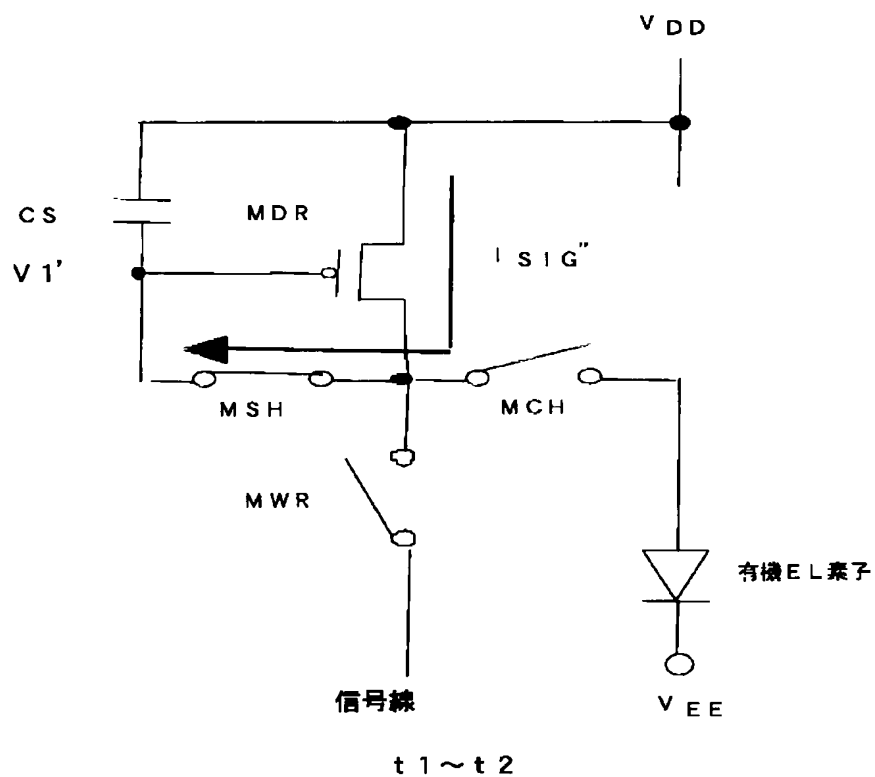 VDD
CS
MDR
V1'
ISIG"
MSH
MCH
MWR
有機EL素子
信号線
VEE
t1～t2